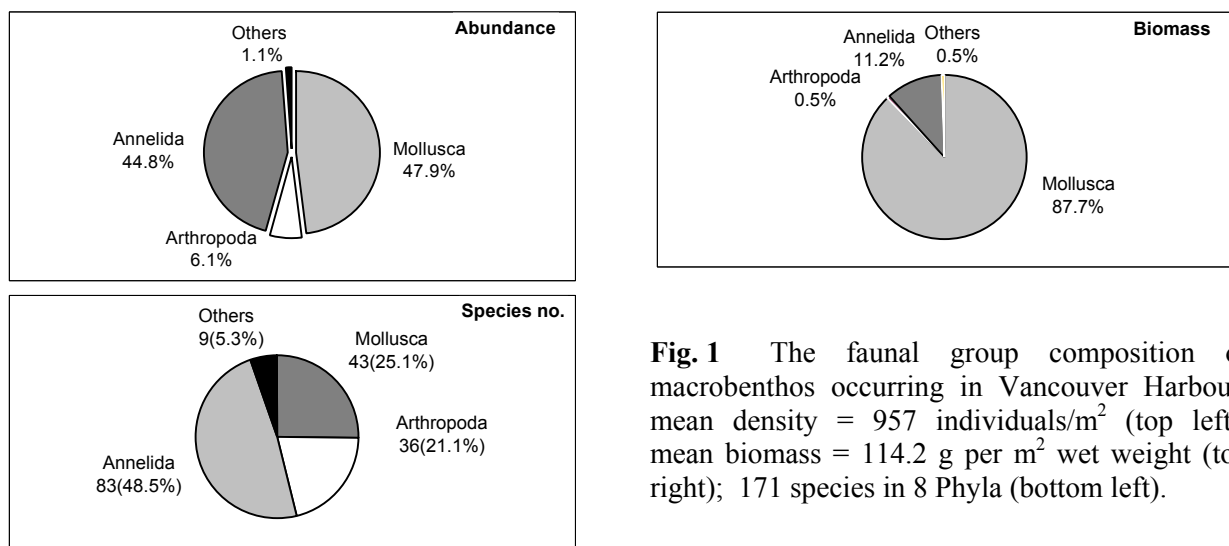 Abundance
Others
1.1%
Annelida
44.8%
Mollusca
47.9%
Arthropoda
6.1%
Biomass
Annelida
11.2%
Others
0.5%
Arthropoda
0.5%
Mollusca
87.7%
Species no.
Others
9(5.3%)
Mollusca
43(25.1%)
Arthropoda
36(21.1%)
Annelida
83(48.5%)
Fig. 1 The faunal group composition
macrobenthos occurring in Vancouver Harbou
mean density = 957 individuals/m² (top left
mean biomass = 114.2 g per m² wet weight (to
right); 171 species in 8 Phyla (bottom left).